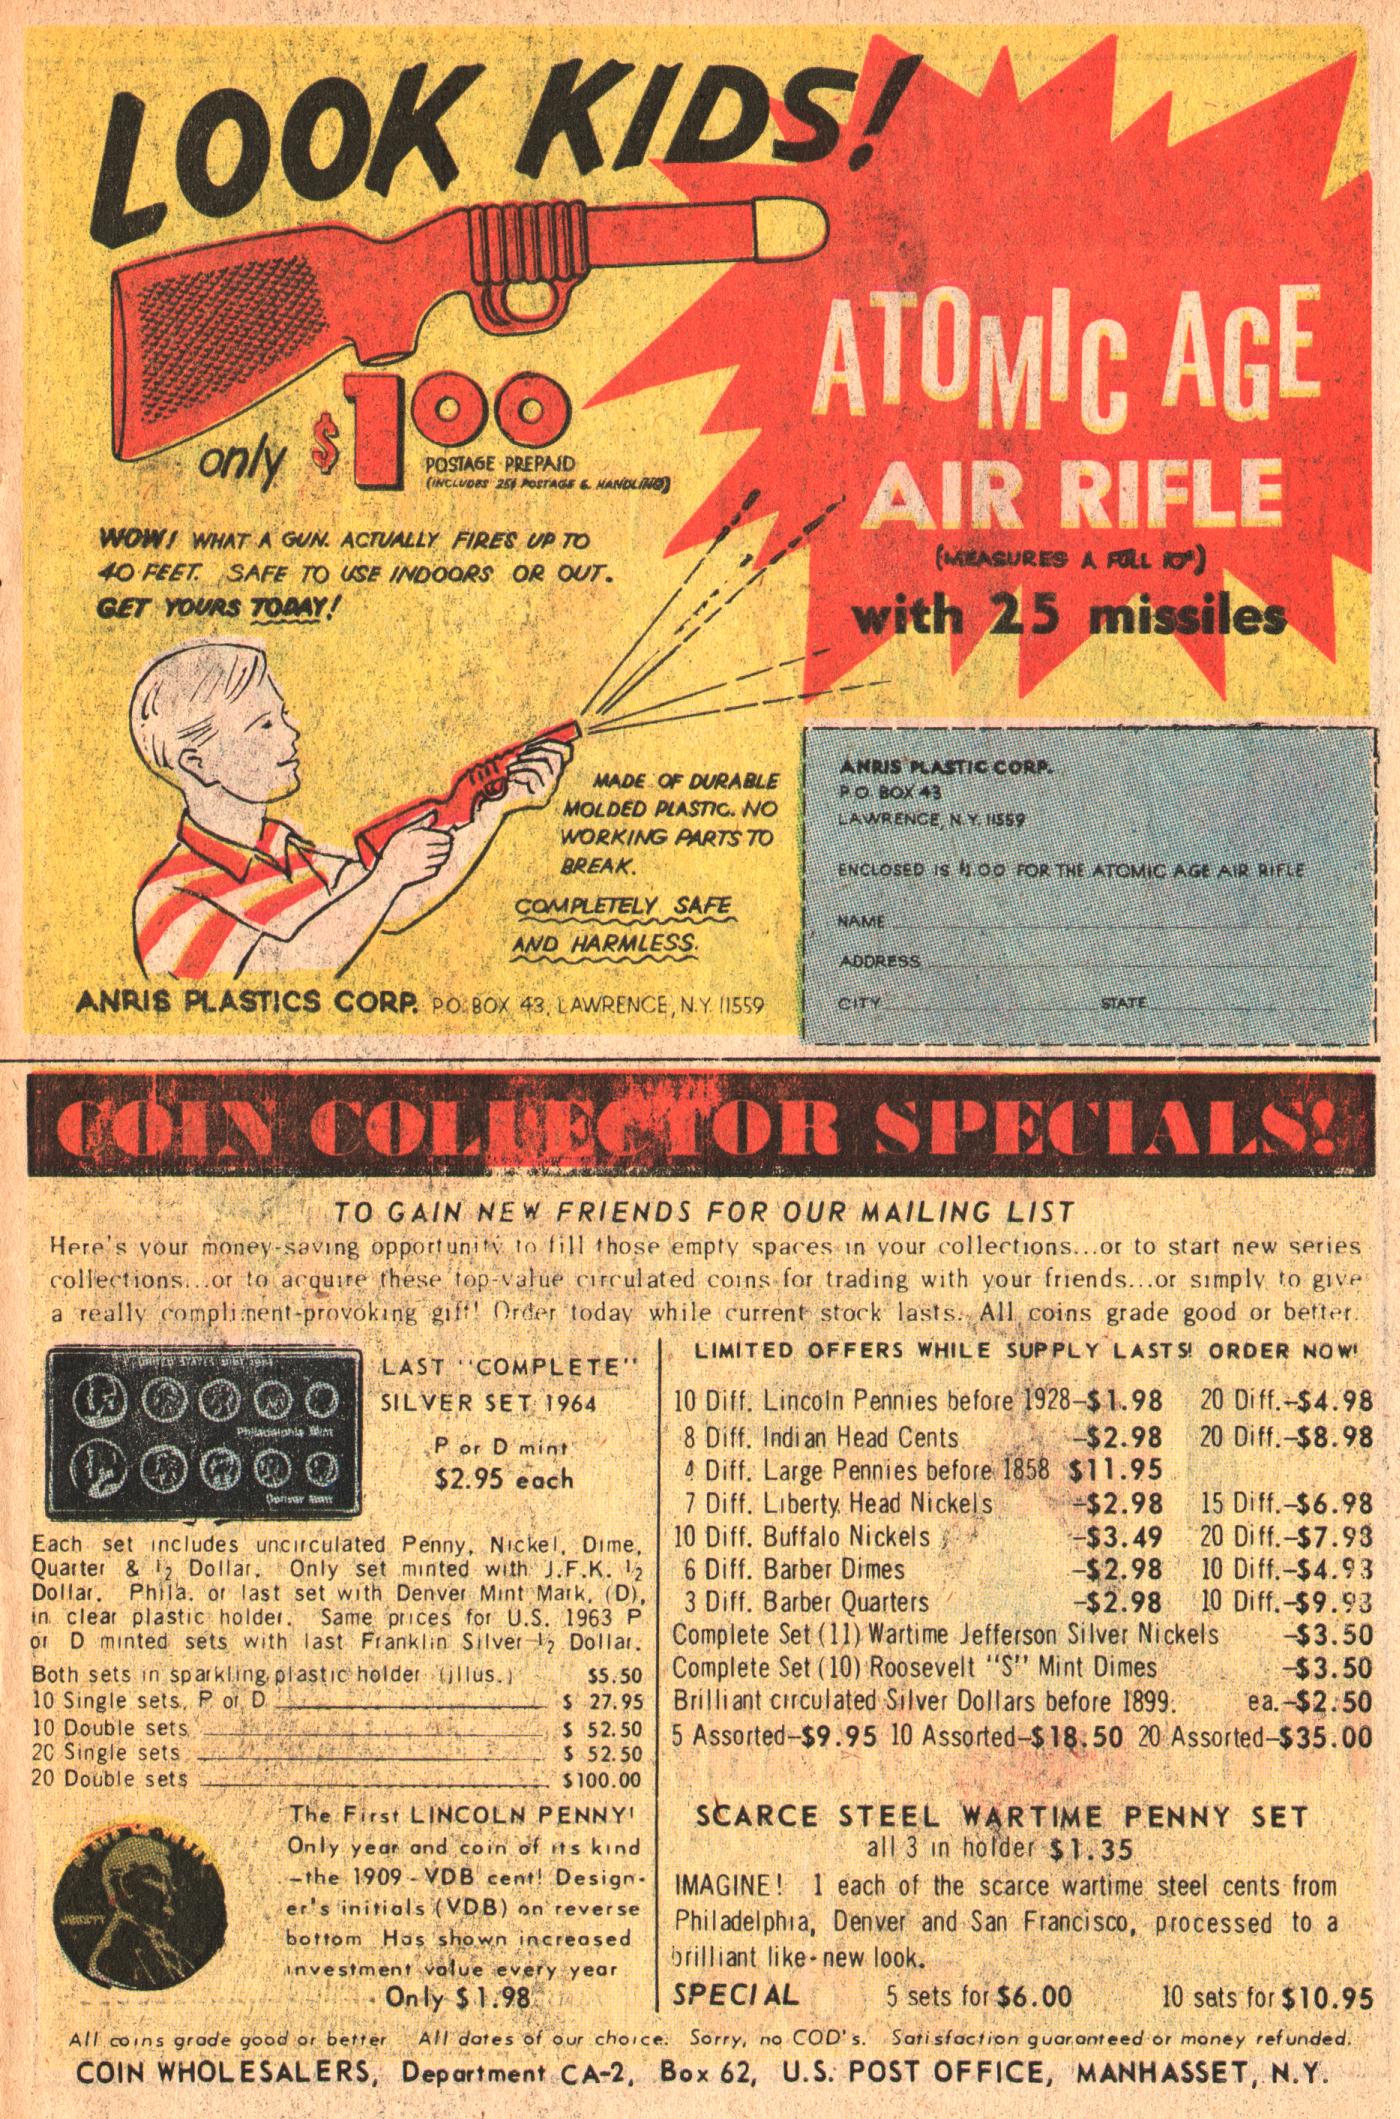 LOOK KIDS!
ATOMIC AGE
AIR RIFLE
(MEASURES A FULL 10")
with 25 missiles
only $1.00
POSTAGE PREPAID
(INCLUDES 25¢ POSTAGE & HANDLING)
WOW! WHAT A GUN. ACTUALLY FIRES UP TO
40 FEET. SAFE TO USE INDOORS OR OUT.
GET YOURS TODAY!
MADE OF DURABLE
MOLDED PLASTIC. NO
WORKING PARTS TO
BREAK.
COMPLETELY SAFE
AND HARMLESS.
ANRIS PLASTICS CORP. P.O. BOX 43, LAWRENCE, N.Y. 11559
ANRIS PLASTIC CORP.
P.O. BOX 43
LAWRENCE, N.Y. 11559
ENCLOSED IS $1.00 FOR THE ATOMIC AGE AIR RIFLE
NAME
ADDRESS
CITY STATE
COIN COLLECTOR SPECIALS!
TO GAIN NEW FRIENDS FOR OUR MAILING LIST
Here's your money-saving opportunity to fill those empty spaces in your collections...or to start new series
collections...or to acquire these top-value circulated coins for trading with your friends...or simply to give
a really compliment-provoking gift! Order today while current stock lasts. All coins grade good or better.
UNITED STATES MINT 1964
Philadelphia Mint
Denver Mint
LAST "COMPLETE"
SILVER SET 1964
P or D mint
$2.95 each
Each set includes uncirculated Penny, Nickel, Dime,
Quarter & 1/2 Dollar. Only set minted with J.F.K. 1/2
Dollar. Phila. or last set with Denver Mint Mark, (D),
in clear plastic holder. Same prices for U.S. 1963 P
or D minted sets with last Franklin Silver 1/2 Dollar.
Both sets in sparkling plastic holder (illus.) $5.50
10 Single sets, P or D $ 27.95
10 Double sets $ 52.50
20 Single sets $ 52.50
20 Double sets $100.00
LIBERTY
The First LINCOLN PENNY!
Only year and coin of its kind
-the 1909-VDB cent! Design-
er's initials (VDB) on reverse
bottom Has shown increased
investment value every year
Only $1.98
LIMITED OFFERS WHILE SUPPLY LASTS! ORDER NOW!
10 Diff. Lincoln Pennies before 1928-$1.98 20 Diff.-$4.98
8 Diff. Indian Head Cents -$2.98 20 Diff.-$8.98
4 Diff. Large Pennies before 1858 $11.95
7 Diff. Liberty Head Nickels -$2.98 15 Diff.-$6.98
10 Diff. Buffalo Nickels -$3.49 20 Diff.-$7.98
6 Diff. Barber Dimes -$2.98 10 Diff.-$4.98
3 Diff. Barber Quarters -$2.98 10 Diff.-$9.98
Complete Set (11) Wartime Jefferson Silver Nickels -$3.50
Complete Set (10) Roosevelt "S" Mint Dimes -$3.50
Brilliant circulated Silver Dollars before 1899. ea.-$2.50
5 Assorted-$9.95 10 Assorted-$18.50 20 Assorted-$35.00
SCARCE STEEL WARTIME PENNY SET
all 3 in holder $1.35
IMAGINE! 1 each of the scarce wartime steel cents from
Philadelphia, Denver and San Francisco, processed to a
brilliant like-new look.
SPECIAL 5 sets for $6.00 10 sets for $10.95
All coins grade good or better All dates of our choice. Sorry, no COD's. Satisfaction guaranteed or money refunded.
COIN WHOLESALERS, Department CA-2, Box 62, U.S. POST OFFICE, MANHASSET, N.Y.